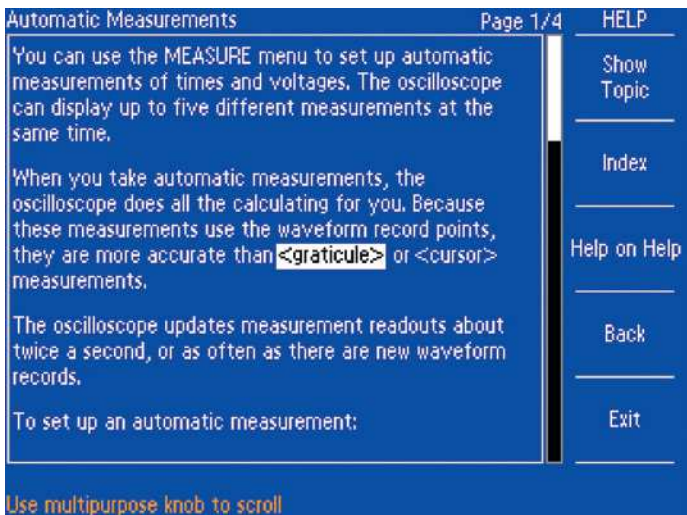 Automatic Measurements Page 1/4 HELP
You can use the MEASURE menu to set up automatic
measurements of times and voltages. The oscilloscope
can display up to five different measurements at the
same time.
When you take automatic measurements, the
oscilloscope does all the calculating for you. Because
these measurements use the waveform record points,
they are more accurate than <graticule> or <cursor>
measurements.
The oscilloscope updates measurement readouts about
twice a second, or as often as there are new waveform
records.
To set up an automatic measurement:
Show
Topic
Index
Help on Help
Back
Exit
Use multipurpose knob to scroll